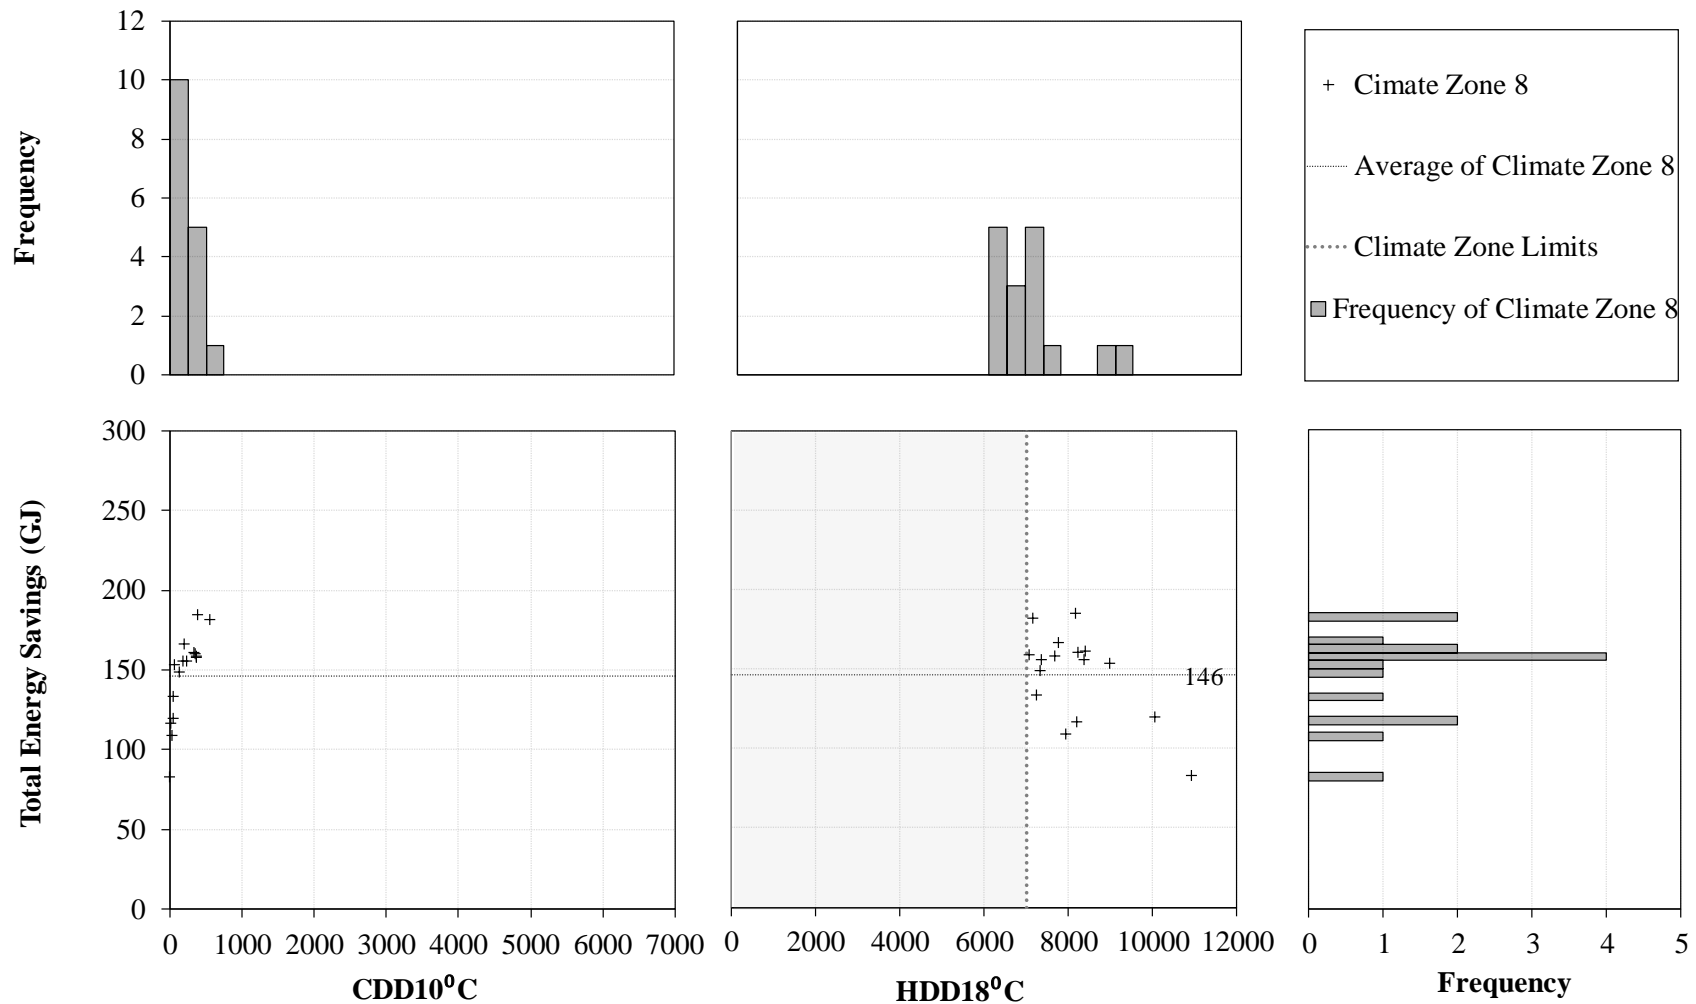 12
10
8
6
4
2
0
Frequency
Cimate Zone 8
Average of Climate Zone 8
Climate Zone Limits
Frequency of Climate Zone 8
300
250
200
150
100
50
0
Total Energy Savings (GJ)
0 1000 2000 3000 4000 5000 6000 7000
CDD10⁰C
146
0 2000 4000 6000 8000 10000 12000
HDD18⁰C
0 1 2 3 4 5
Frequency